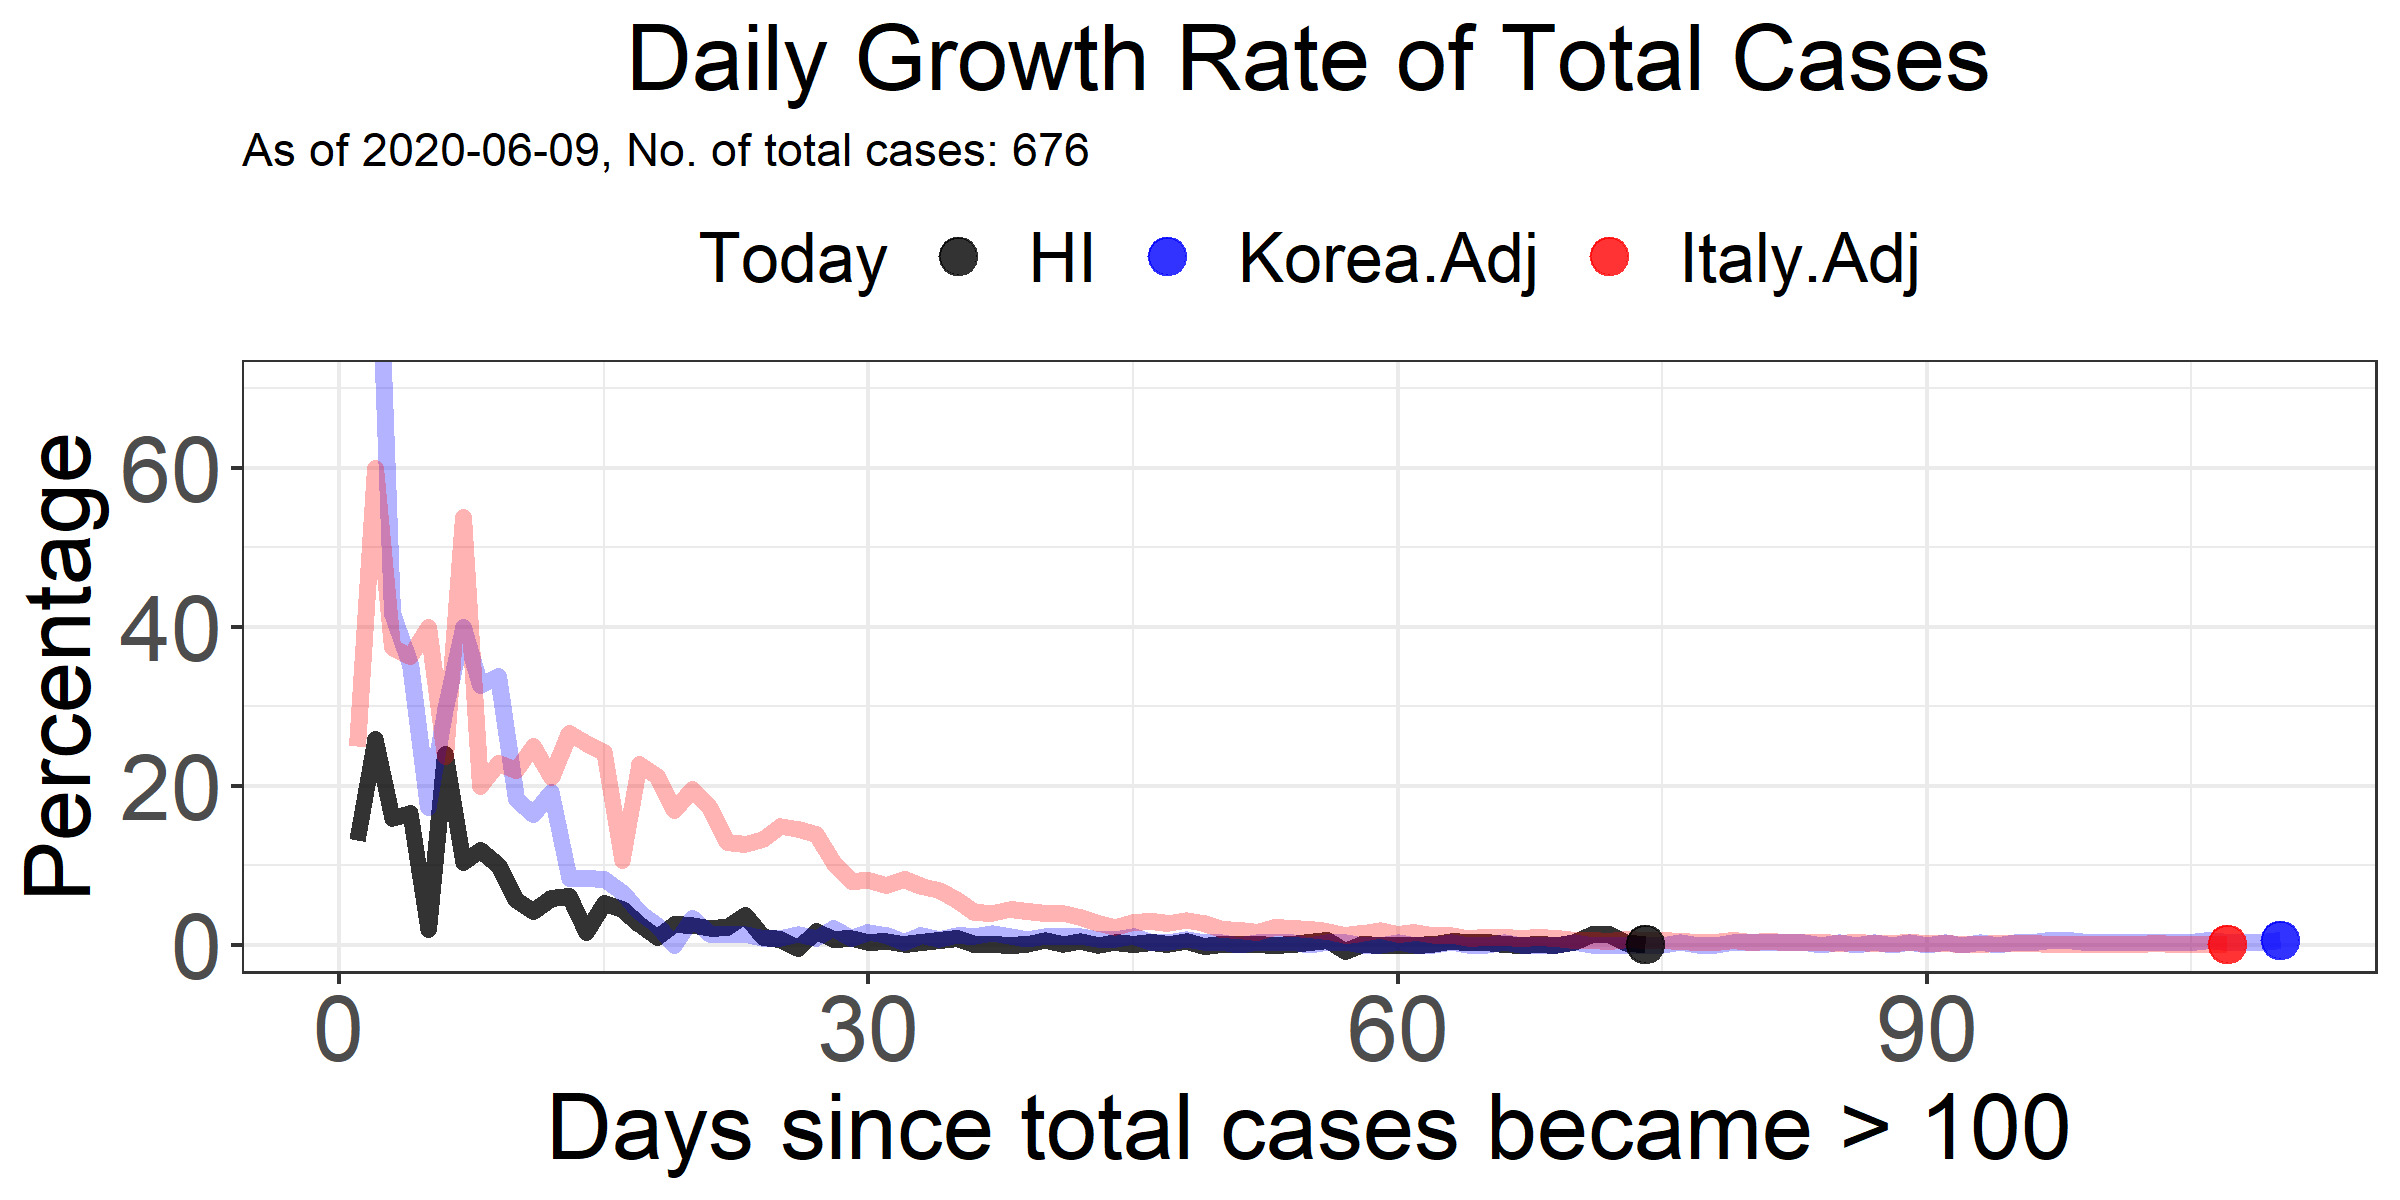 Daily Growth Rate of Total Cases
As of 2020-06-09, No. of total cases: 676
Today HI Korea.Adj Italy.Adj
Percentage
60
40
20
0
0 30 60 90
Days since total cases became > 100